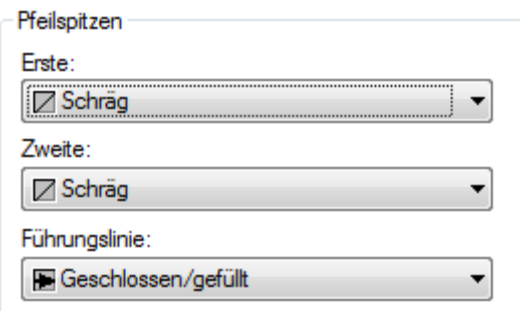 Pfeilspitzen
Erste:
Schräg
Zweite:
Schräg
Führungslinie:
Geschlossen/gefüllt